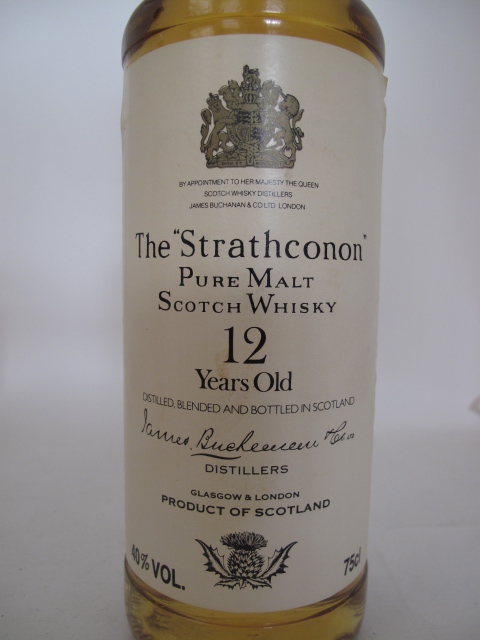 BY APPOINTMENT TO HER MAJESTY THE QUEEN
SCOTCH WHISKY DISTILLERS
JAMES BUCHANAN & CO LTD LONDON
The "Strathconon"
PURE MALT
SCOTCH WHISKY
12
Years Old
DISTILLED, BLENDED AND BOTTLED IN SCOTLAND
James Buchanan & Co
DISTILLERS
GLASGOW & LONDON
PRODUCT OF SCOTLAND
40% VOL. 75cl